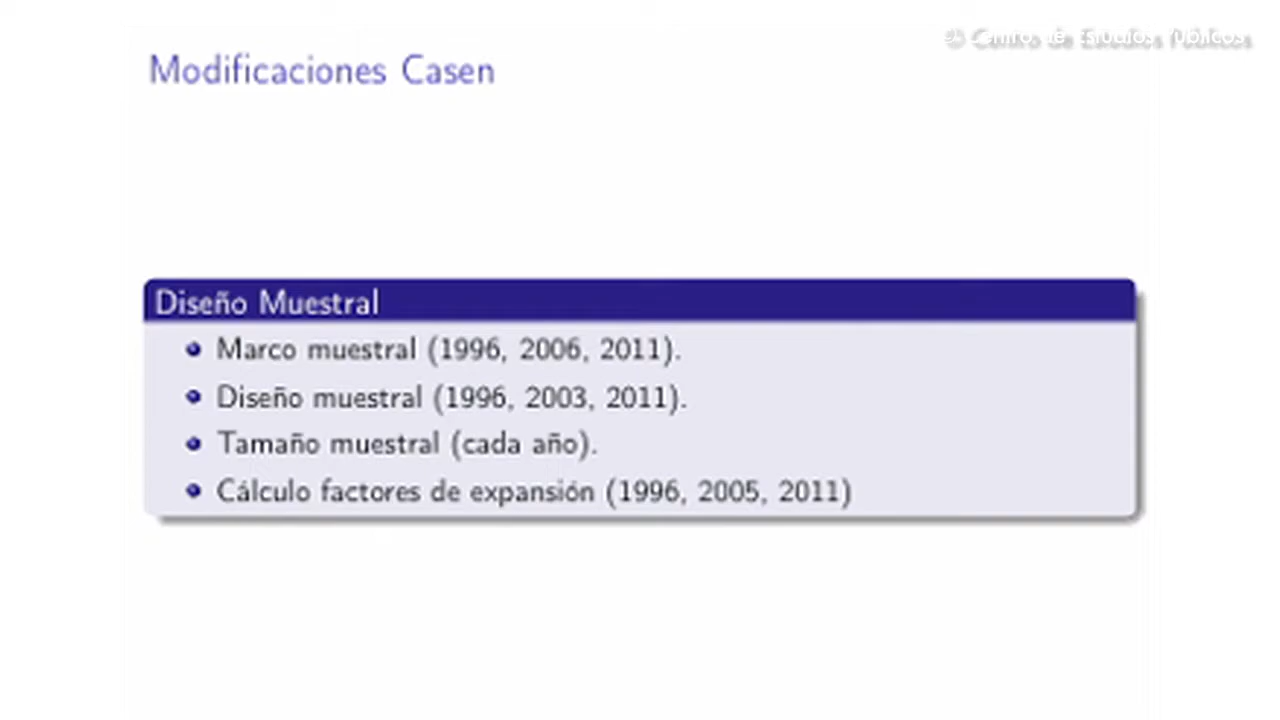 © Centro de Estudios Públicos
Modificaciones Casen
Diseño Muestral
Marco muestral (1996, 2006, 2011).
Diseño muestral (1996, 2003, 2011).
Tamaño muestral (cada año).
Cálculo factores de expansión (1996, 2005, 2011)